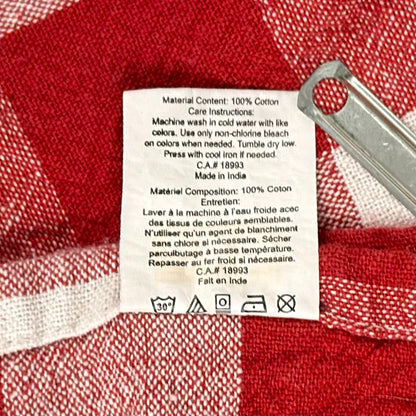 Material Content: 100% Cotton
Care Instructions:
Machine wash in cold water with like
colors. Use only non-chlorine bleach
on colors when needed. Tumble dry low.
Press with cool iron if needed.
C.A.# 18993
Made in India
Matériel Composition: 100% Coton
Entretien:
Laver à la machine à l'eau froide acec
des tissus de couleurs semblables.
N'utiliser qu'un agent de blanchiment
sans chlore si nécessaire. Sécher
parculbutage à basse température.
Repasser au fer froid si nécessaire.
C.A.# 18993
Fait en Inde
30°